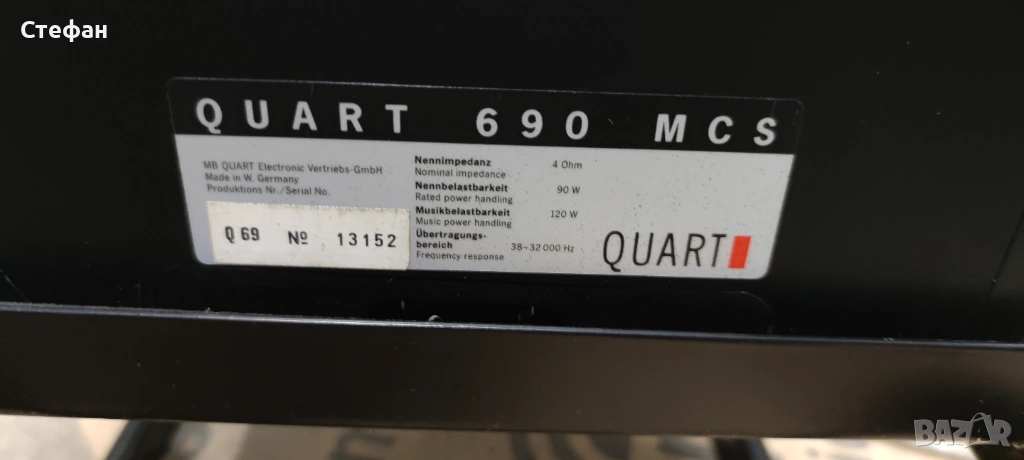 Стефан
QUART 690 MCS
MB QUART Electronic Vertriebs-GmbH
Made in W. Germany
Produktions Nr./Serial No.
Q 69 № 13152
Nennimpedanz 4 Ohm
Nominal impedance
Nennbelastbarkeit 90 W
Rated power handling
Musikbelastbarkeit 120 W
Music power handling
Übertragungs-
bereich 38–32 000 Hz
Frequency response
QUART
BAZAR